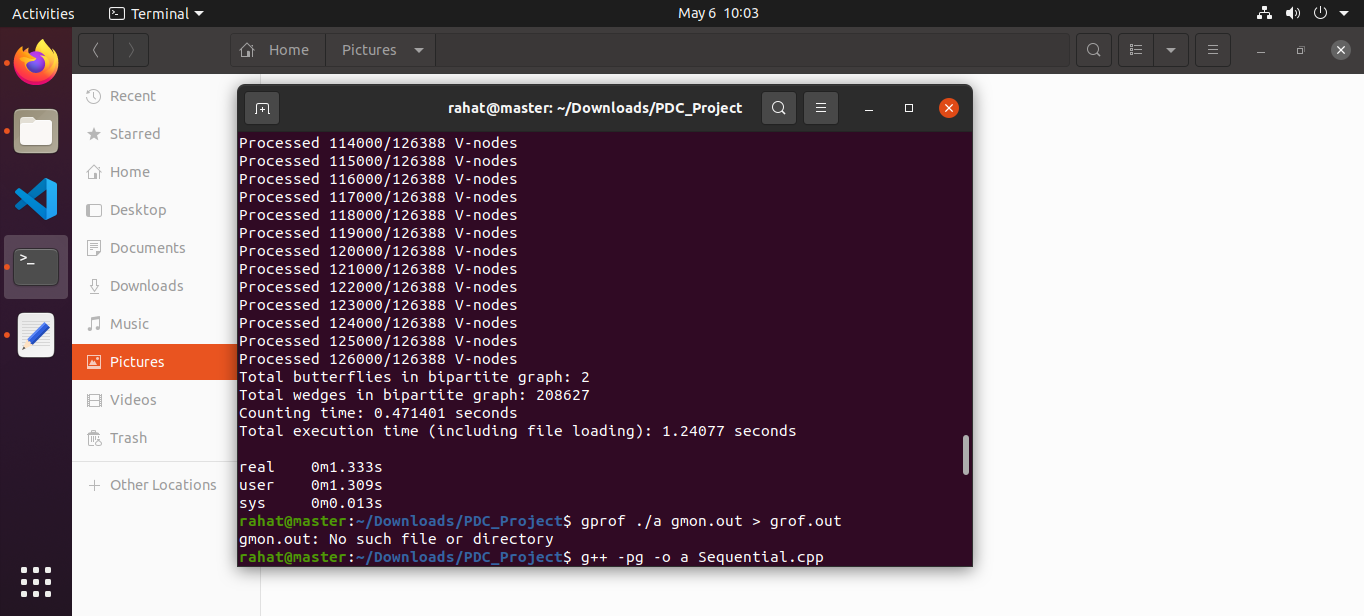 Activities
Terminal
May 6 10:03
Home
Pictures
Recent
Starred
Home
Desktop
Documents
Downloads
Music
Pictures
Videos
Trash
Other Locations
rahat@master: ~/Downloads/PDC_Project
Processed 114000/126388 V-nodes
Processed 115000/126388 V-nodes
Processed 116000/126388 V-nodes
Processed 117000/126388 V-nodes
Processed 118000/126388 V-nodes
Processed 119000/126388 V-nodes
Processed 120000/126388 V-nodes
Processed 121000/126388 V-nodes
Processed 122000/126388 V-nodes
Processed 123000/126388 V-nodes
Processed 124000/126388 V-nodes
Processed 125000/126388 V-nodes
Processed 126000/126388 V-nodes
Total butterflies in bipartite graph: 2
Total wedges in bipartite graph: 208627
Counting time: 0.471401 seconds
Total execution time (including file loading): 1.24077 seconds
real 0m1.333s
user 0m1.309s
sys 0m0.013s
rahat@master:~/Downloads/PDC_Project$ gprof ./a gmon.out > grof.out
gmon.out: No such file or directory
rahat@master:~/Downloads/PDC_Project$ g++ -pg -o a Sequential.cpp